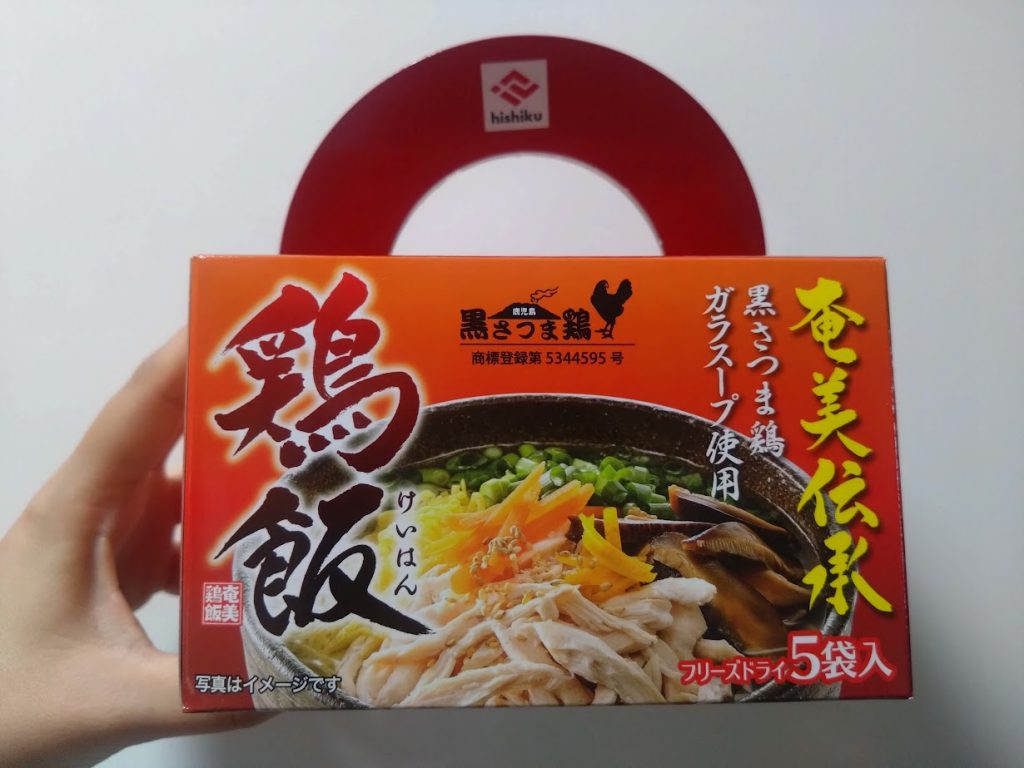 hishiku
鶏飯
けいはん
奄美
鶏飯
鹿児島
黒さつま鶏
商標登録第5344595号
奄美伝承
黒さつま鶏
ガラスープ使用
写真はイメージです
フリーズドライ5袋入